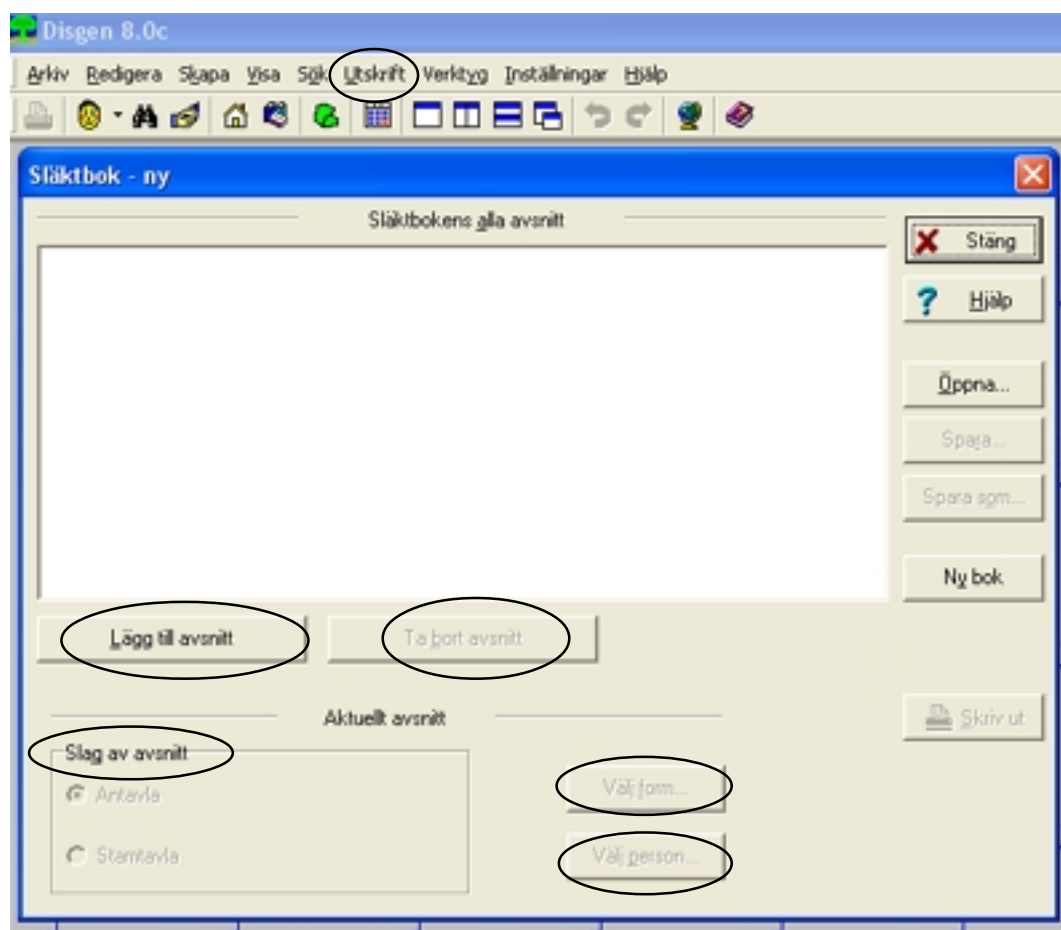 Disgen 8.0c
Arkiv Redigera Skapa Visa Sök Utskrift Verktyg Inställningar Hjälp
Släktbok - ny
Släktbokens alla avsnitt
Stäng
Hjälp
Öppna...
Spara...
Spara som...
Ny bok
Lägg till avsnitt Ta bort avsnitt
Aktuellt avsnitt
Skriv ut
Slag av avsnitt
Antavla
Välj form...
Stamtavla
Välj person...